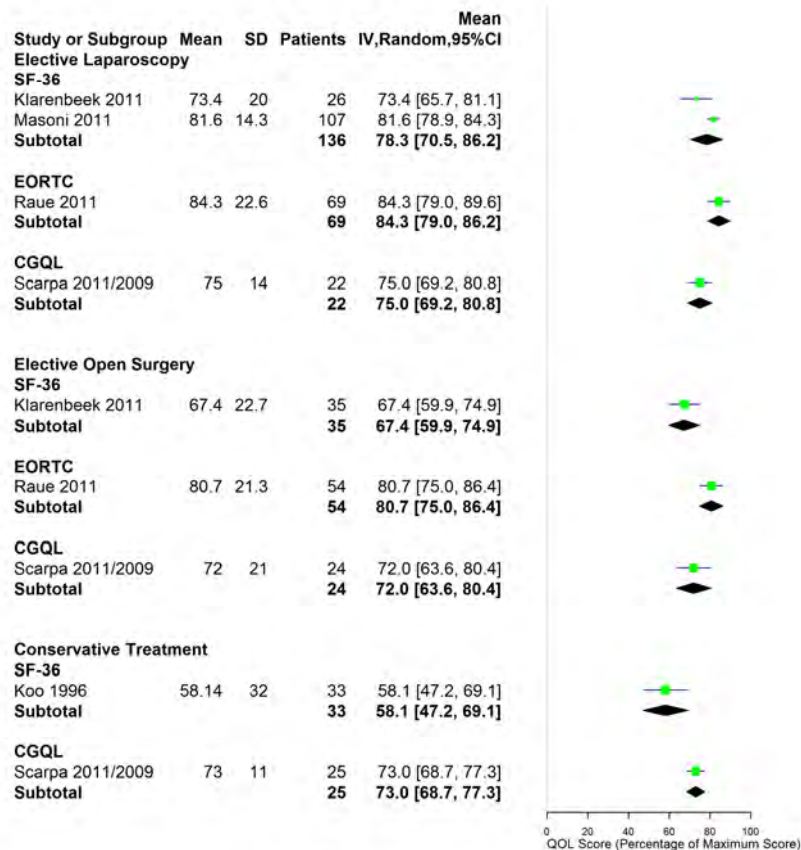 Mean
Study or Subgroup Mean SD Patients IV,Random,95%CI
Elective Laparoscopy
SF-36
Klarenbeek 2011 73.4 20 26 73.4 [65.7, 81.1]
Masoni 2011 81.6 14.3 107 81.6 [78.9, 84.3]
Subtotal 136 78.3 [70.5, 86.2]
EORTC
Raue 2011 84.3 22.6 69 84.3 [79.0, 89.6]
Subtotal 69 84.3 [79.0, 86.2]
CGQL
Scarpa 2011/2009 75 14 22 75.0 [69.2, 80.8]
Subtotal 22 75.0 [69.2, 80.8]
Elective Open Surgery
SF-36
Klarenbeek 2011 67.4 22.7 35 67.4 [59.9, 74.9]
Subtotal 35 67.4 [59.9, 74.9]
EORTC
Raue 2011 80.7 21.3 54 80.7 [75.0, 86.4]
Subtotal 54 80.7 [75.0, 86.4]
CGQL
Scarpa 2011/2009 72 21 24 72.0 [63.6, 80.4]
Subtotal 24 72.0 [63.6, 80.4]
Conservative Treatment
SF-36
Koo 1996 58.14 32 33 58.1 [47.2, 69.1]
Subtotal 33 58.1 [47.2, 69.1]
CGQL
Scarpa 2011/2009 73 11 25 73.0 [68.7, 77.3]
Subtotal 25 73.0 [68.7, 77.3]
0 20 40 60 80 100
QOL Score (Percentage of Maximum Score)